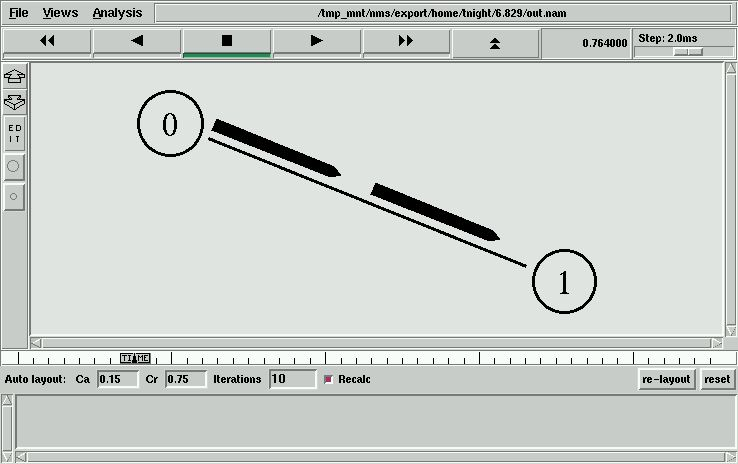 File Views Analysis /tmp_mnt/nms/export/home/tnight/6.829/out.nam
0.764000 Step: 2.0ms
E D
I T
0
1
TIME
Auto layout: Ca 0.15 Cr 0.75 Iterations 10 Recalc re-layout reset